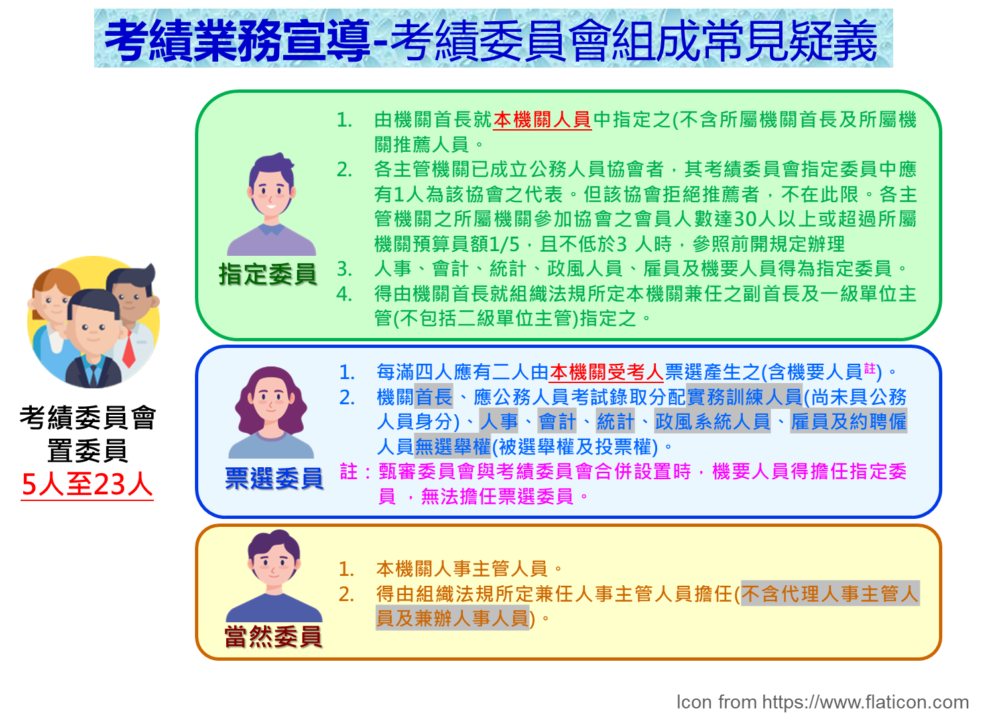 考績業務宣導-考績委員會組成常見疑義
1. 由機關首長就本機關人員中指定之(不含所屬機關首長及所屬機
關推薦人員。
2. 各主管機關已成立公務人員協會者，其考績委員會指定委員中應
有1人為該協會之代表。但該協會拒絕推薦者，不在此限。各主
管機關之所屬機關參加協會之會員人數達30人以上或超過所屬
機關預算員額1/5，且不低於3 人時，參照前開規定辦理
3. 人事、會計、統計、政風人員、雇員及機要人員得為指定委員。
4. 得由機關首長就組織法規所定本機關兼任之副首長及一級單位主
管(不包括二級單位主管)指定之。
指定委員
考績委員會
置委員
5人至23人
1. 每滿四人應有二人由本機關受考人票選產生之(含機要人員註)。
2. 機關首長、應公務人員考試錄取分配實務訓練人員(尚未具公務
人員身分)、人事、會計、統計、政風系統人員、雇員及約聘僱
人員無選舉權(被選舉權及投票權)。
註：甄審委員會與考績委員會合併設置時，機要人員得擔任指定委
員 ，無法擔任票選委員。
票選委員
1. 本機關人事主管人員。
2. 得由組織法規所定兼任人事主管人員擔任(不含代理人事主管人
員及兼辦人事人員)。
當然委員
Icon from https://www.flaticon.com